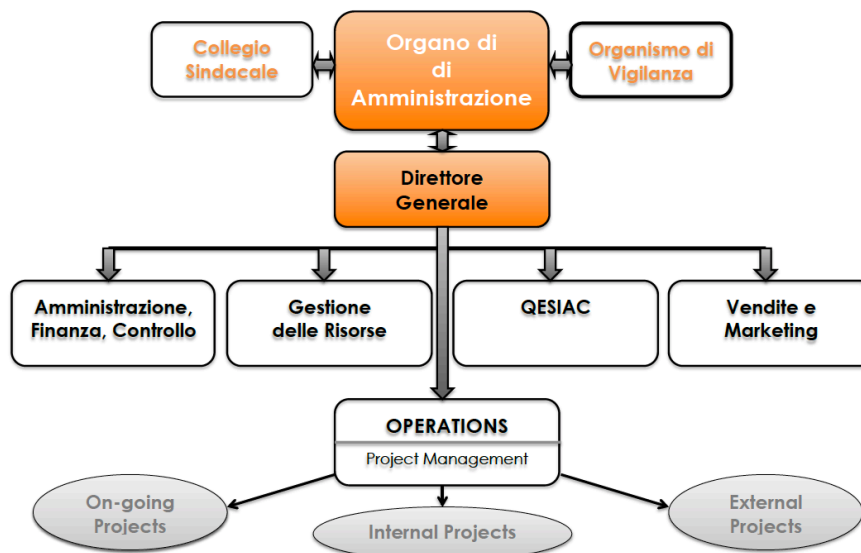 Collegio
Sindacale
Organo di
di
Amministrazione
Organismo di
Vigilanza
Direttore
Generale
Amministrazione,
Finanza, Controllo
Gestione
delle Risorse
QESIAC
Vendite e
Marketing
OPERATIONS
Project Management
On-going
Projects
Internal Projects
External
Projects